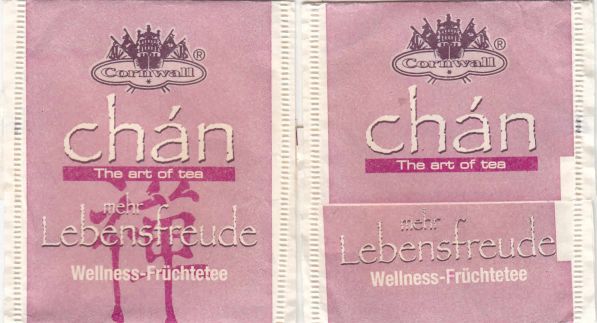 Cornwall ®
chán
The art of tea
禅
mehr
Lebensfreude
Wellness-Früchtetee
Cornwall ®
chán
The art of tea
mehr
Lebensfreude
Wellness-Früchtetee